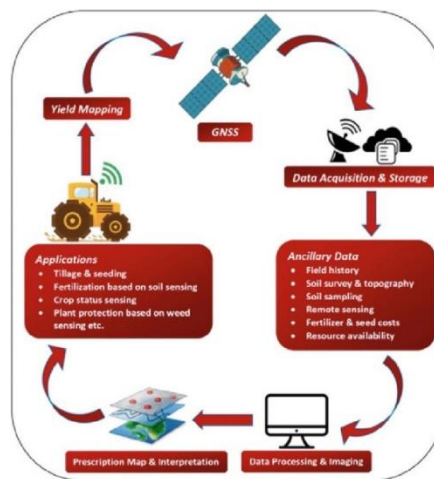 GNSS
Data Acquisition & Storage
Ancillary Data
• Field history
• Soil survey & topography
• Soil sampling
• Remote sensing
• Fertilizer & seed costs
• Resource availability
Data Processing & Imaging
Prescription Map & Interpretation
Applications
• Tillage & seeding
• Fertilization based on soil sensing
• Crop status sensing
• Plant protection based on weed
sensing etc.
Yield Mapping